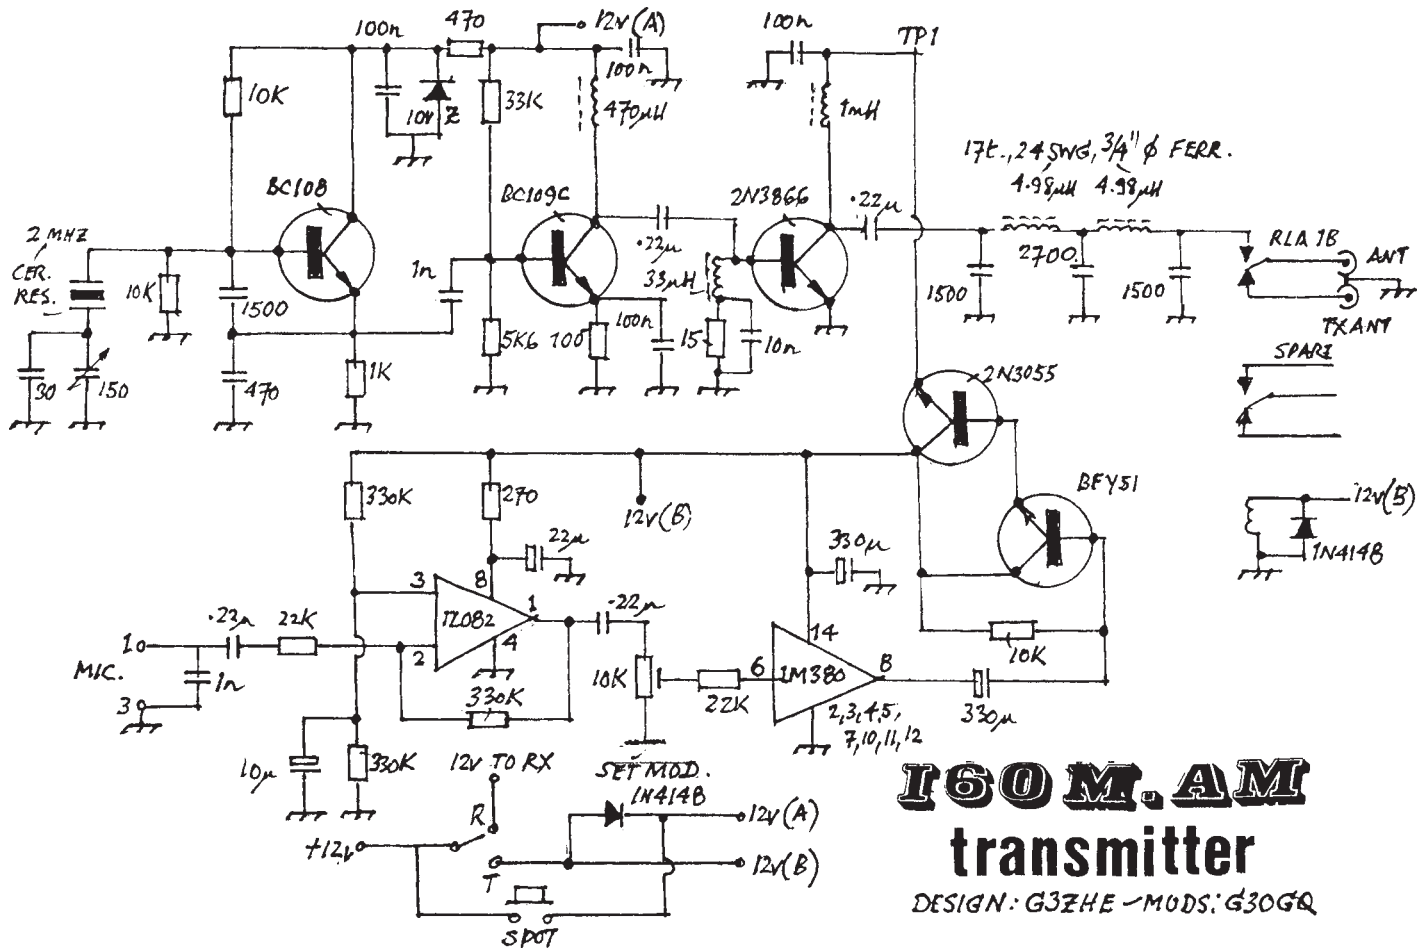 100n
470
12v(A)
100n
TP1
10K
10V Z
33K
100n
470µH
1mH
17t., 24 SWG, 3/4" ϕ FERR.
4.98µH 4.98µH
BC108
BC109C
2N3866
.22µ
2 MHZ
CER.
RES.
10K
1500
1n
.22µ
33µH
1500
2700
1500
RLA 1B
ANT
TX ANT
30
150
470
1K
5K6
100
100n
15
10n
SPARE
2N3055
330K
270
12v(B)
BFY51
12v(B)
1N4148
22µ
330µ
3
8
1
TL082
.22µ
14
10
.22µ
22K
2
4
MIC.
1n
30
330K
10K
22K
6
LM380
8
10K
330µ
2,3,4,5,
7,10,11,12
10µ
330K
12v TO RX
SET MOD.
1N4148
R
12v(A)
+12v
T
12v(B)
SPOT
160 M. AM
transmitter
DESIGN: G3ZHE – MODS: G3OGQ